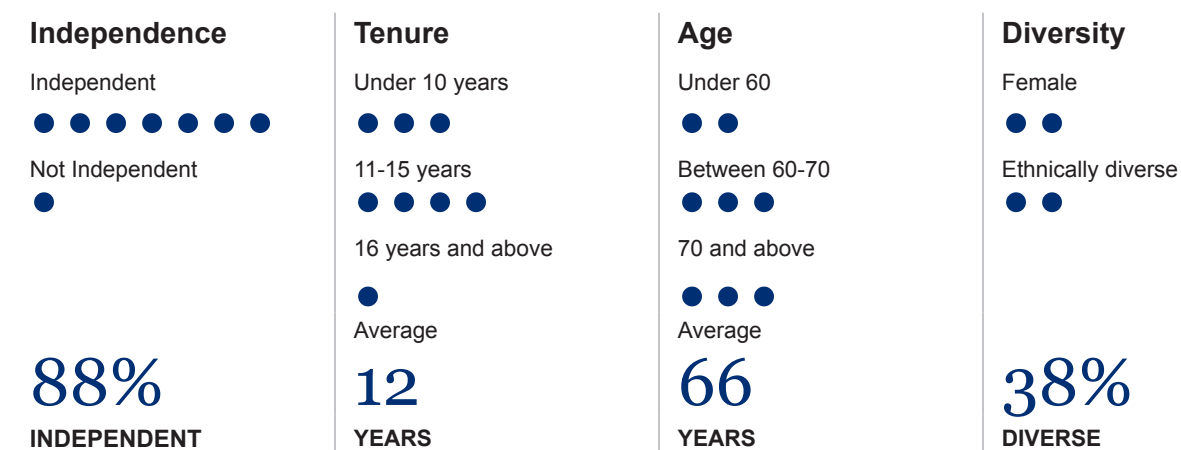 Independence
Independent
Not Independent
88%
INDEPENDENT
Tenure
Under 10 years
11-15 years
16 years and above
Average
12
YEARS
Age
Under 60
Between 60-70
70 and above
Average
66
YEARS
Diversity
Female
Ethnically diverse
38%
DIVERSE